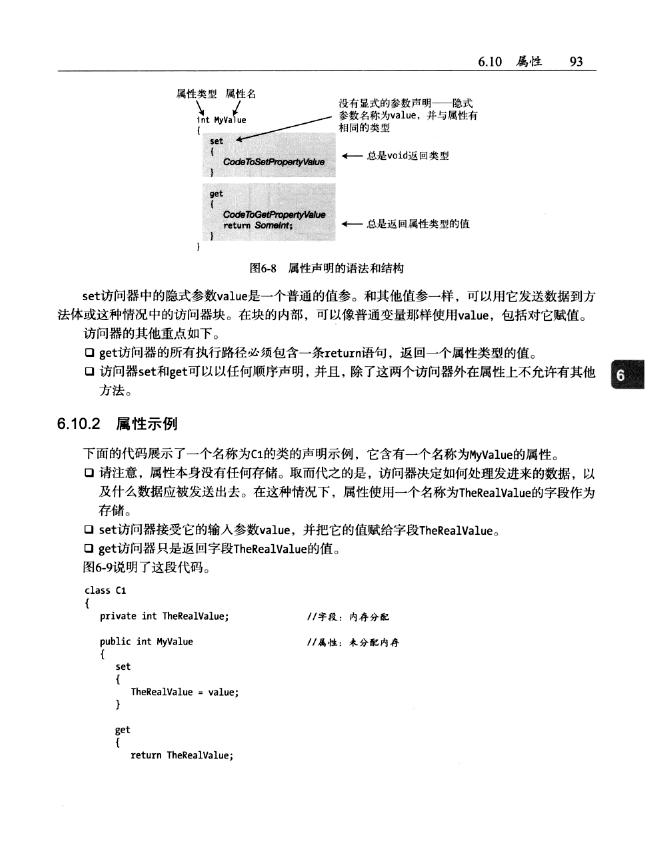 6.10 属性 93
属性类型 属性名
没有显式的参数声明——隐式
参数名称为value，并与属性有
相同的类型
int MyValue
{
set
{
CodeToSetPropertyValue
}
总是void返回类型
get
{
CodeToGetPropertyValue
return SomeInt;
}
总是返回属性类型的值
}
图6-8 属性声明的语法和结构
set访问器中的隐式参数value是一个普通的值参。和其他值参一样，可以用它发送数据到方
法体或这种情况中的访问器块。在块的内部，可以像普通变量那样使用value，包括对它赋值。
访问器的其他重点如下。
❑ get访问器的所有执行路径必须包含一条return语句，返回一个属性类型的值。
❑ 访问器set和get可以以任何顺序声明，并且，除了这两个访问器外在属性上不允许有其他
方法。
6
6.10.2 属性示例
下面的代码展示了一个名称为C1的类的声明示例，它含有一个名称为MyValue的属性。
❑ 请注意，属性本身没有任何存储。取而代之的是，访问器决定如何处理发进来的数据，以
及什么数据应被发送出去。在这种情况下，属性使用一个名称为TheRealValue的字段作为
存储。
❑ set访问器接受它的输入参数value，并把它的值赋给字段TheRealValue。
❑ get访问器只是返回字段TheRealValue的值。
图6-9说明了这段代码。
class C1
{
private int TheRealValue; //字段：内存分配
public int MyValue //属性：未分配内存
{
set
{
TheRealValue = value;
}
get
{
return TheRealValue;